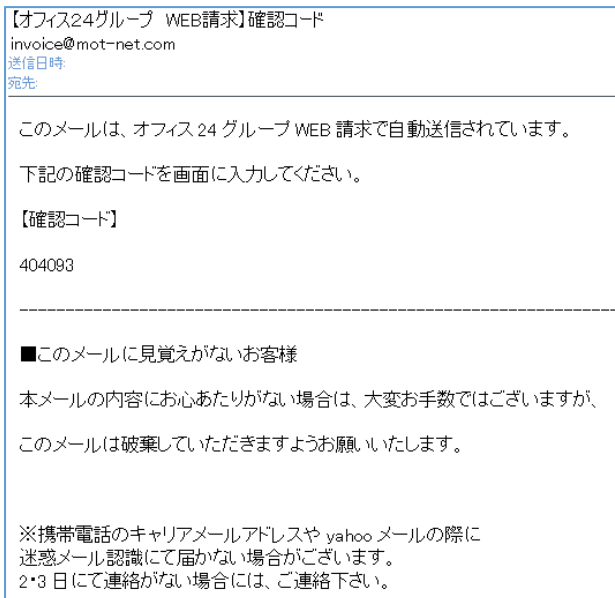 【オフィス24グループ　WEB請求】確認コード
invoice@mot-net.com
送信日時:
宛先:
このメールは、オフィス 24 グループ WEB 請求で自動送信されています。
下記の確認コードを画面に入力してください。
【確認コード】
404093
------------------------------------------------------------------
■このメールに見覚えがないお客様
本メールの内容にお心あたりがない場合は、大変お手数ではございますが、
このメールは破棄していただきますようお願いいたします。
※携帯電話のキャリアメールアドレスや yahoo メールの際に
迷惑メール認識にて届かない場合がございます。
2・3 日にて連絡がない場合には、ご連絡下さい。